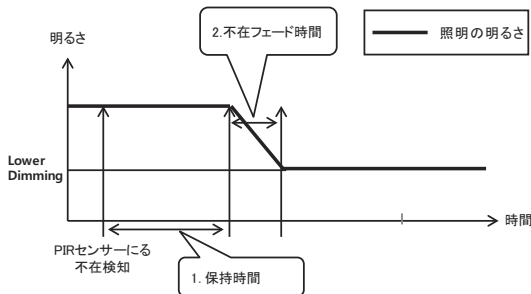 2.不在フェード時間
照明の明るさ
明るさ
Lower
Dimming
時間
PIRセンサーにる
不在検知
1. 保持時間